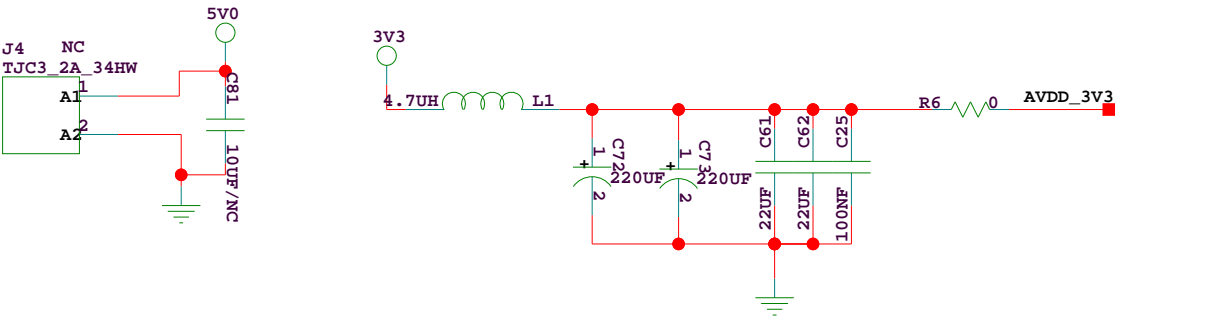 5V0
J4 NC
TJC3_2A_34HW
A1 1
A2 2
C81
10UF/NC
3V3
4.7UH L1
C72
1
+
220UF
2
C73
1
+
220UF
2
C61
22UF
C62
22UF
C25
100NF
R6 0
AVDD_3V3